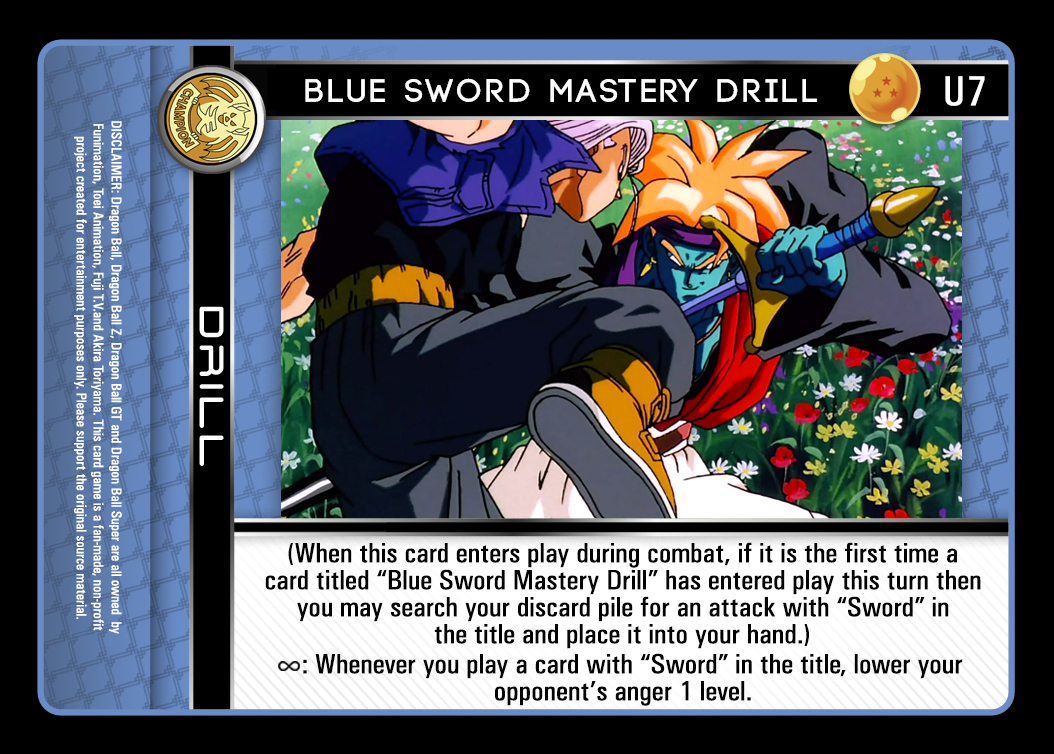 BLUE SWORD MASTERY DRILL
U7
CHAMPION
DRILL
DISCLAIMER: Dragon Ball, Dragon Ball Z, Dragon Ball GT and Dragon Ball Super are all owned by
Funimation, Toei Animation, Fuji T.V.and Akira Toriyama. This card game is a fan-made, non-profit
project created for entertainment purposes only. Please support the original source material.
(When this card enters play during combat, if it is the first time a
card titled “Blue Sword Mastery Drill” has entered play this turn then
you may search your discard pile for an attack with “Sword” in
the title and place it into your hand.)
∞: Whenever you play a card with “Sword” in the title, lower your
opponent’s anger 1 level.